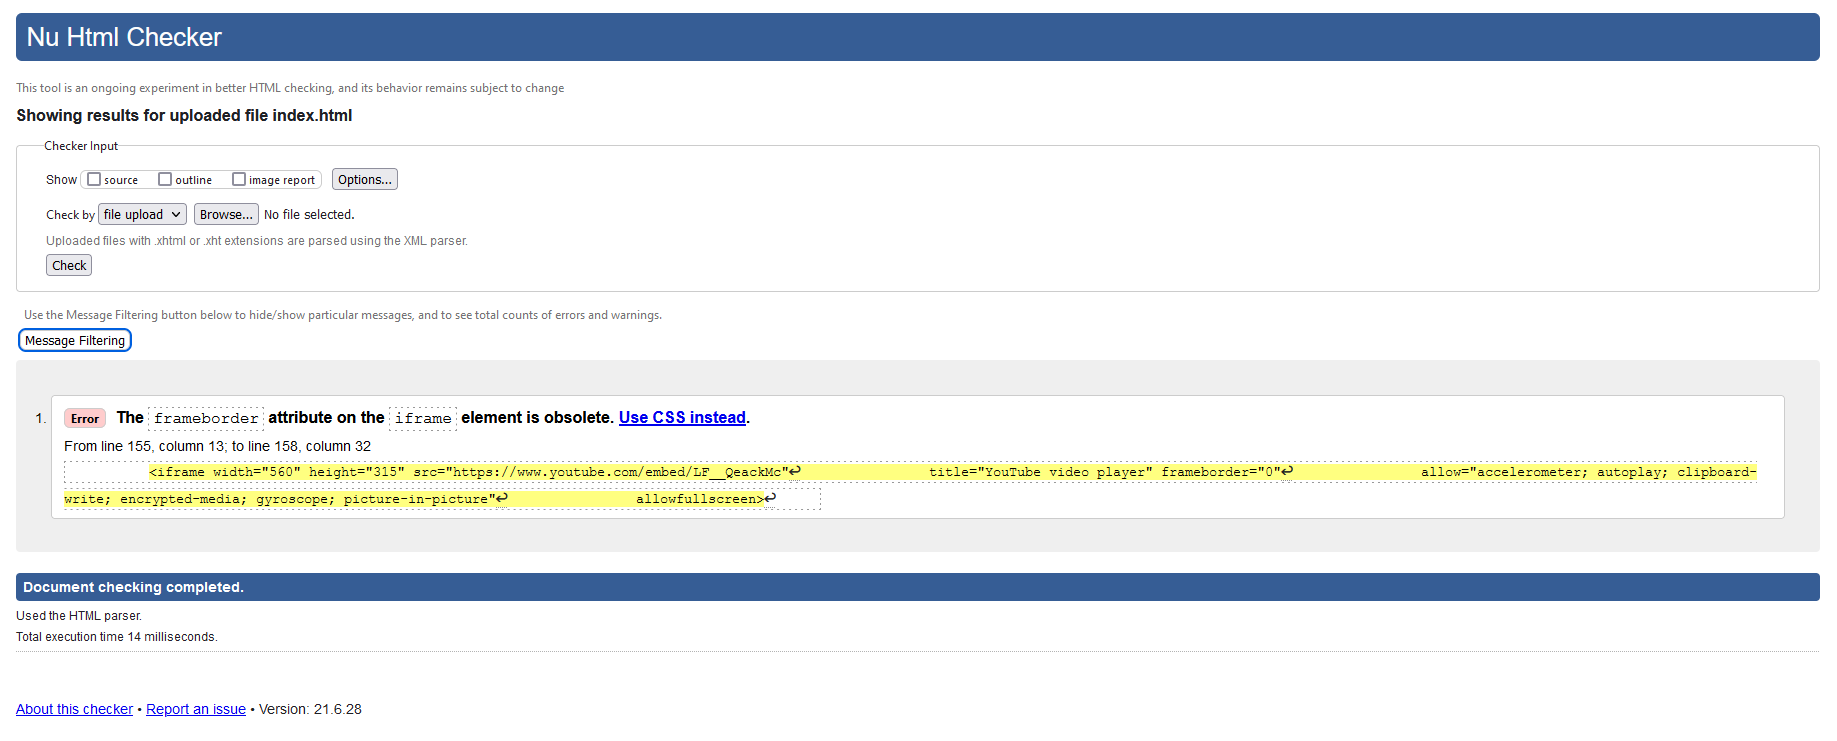 Nu Html Checker
This tool is an ongoing experiment in better HTML checking, and its behavior remains subject to change
Showing results for uploaded file index.html
Checker Input
Show source outline image report Options...
Check by file upload Browse... No file selected.
Uploaded files with .xhtml or .xht extensions are parsed using the XML parser.
Check
Use the Message Filtering button below to hide/show particular messages, and to see total counts of errors and warnings.
Message Filtering
1. Error The frameborder attribute on the iframe element is obsolete. Use CSS instead.
From line 155, column 13; to line 158, column 32
<iframe width="560" height="315" src="https://www.youtube.com/embed/LF__QeackMc"↩ title="YouTube video player" frameborder="0"↩ allow="accelerometer; autoplay; clipboard-
write; encrypted-media; gyroscope; picture-in-picture"↩ allowfullscreen>↩
Document checking completed.
Used the HTML parser.
Total execution time 14 milliseconds.
About this checker • Report an issue • Version: 21.6.28